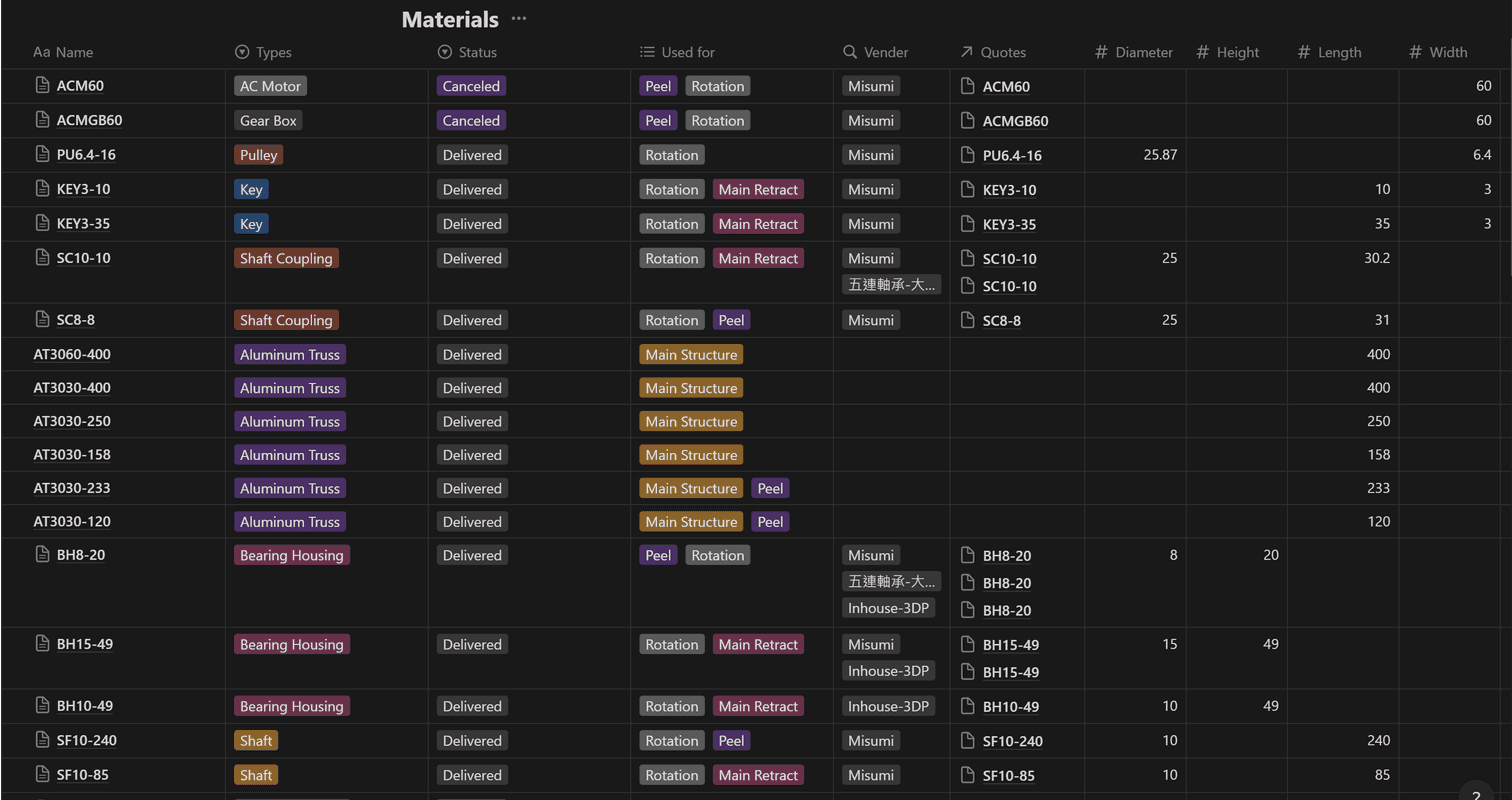 Materials ...
Aa Name Types Status Used for Vender Quotes # Diameter # Height # Length # Width
ACM60 AC Motor Canceled Peel Rotation Misumi ACM60 60
ACMGB60 Gear Box Canceled Peel Rotation Misumi ACMGB60 60
PU6.4-16 Pulley Delivered Rotation Misumi PU6.4-16 25.87 6.4
KEY3-10 Key Delivered Rotation Main Retract Misumi KEY3-10 10 3
KEY3-35 Key Delivered Rotation Main Retract Misumi KEY3-35 35 3
SC10-10 Shaft Coupling Delivered Rotation Main Retract Misumi SC10-10 25 30.2
五連軸承-大... SC10-10
SC8-8 Shaft Coupling Delivered Rotation Peel Misumi SC8-8 25 31
AT3060-400 Aluminum Truss Delivered Main Structure 400
AT3030-400 Aluminum Truss Delivered Main Structure 400
AT3030-250 Aluminum Truss Delivered Main Structure 250
AT3030-158 Aluminum Truss Delivered Main Structure 158
AT3030-233 Aluminum Truss Delivered Main Structure Peel 233
AT3030-120 Aluminum Truss Delivered Main Structure Peel 120
BH8-20 Bearing Housing Delivered Peel Rotation Misumi BH8-20 8 20
五連軸承-大... BH8-20
Inhouse-3DP BH8-20
BH15-49 Bearing Housing Delivered Rotation Main Retract Misumi BH15-49 15 49
Inhouse-3DP BH15-49
BH10-49 Bearing Housing Delivered Rotation Main Retract Inhouse-3DP BH10-49 10 49
SF10-240 Shaft Delivered Rotation Peel Misumi SF10-240 10 240
SF10-85 Shaft Delivered Rotation Main Retract Misumi SF10-85 10 85
?